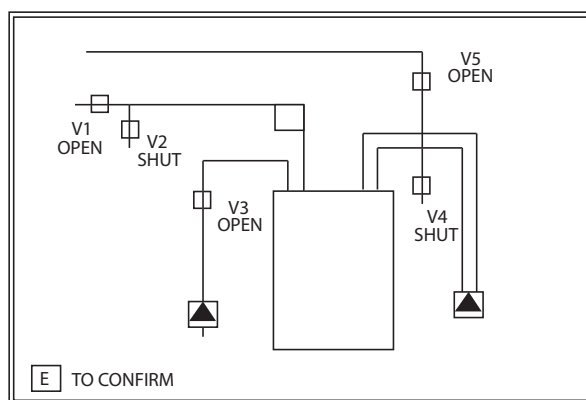 V5
OPEN
V1
OPEN
V2
SHUT
V3
OPEN
V4
SHUT
E TO CONFIRM